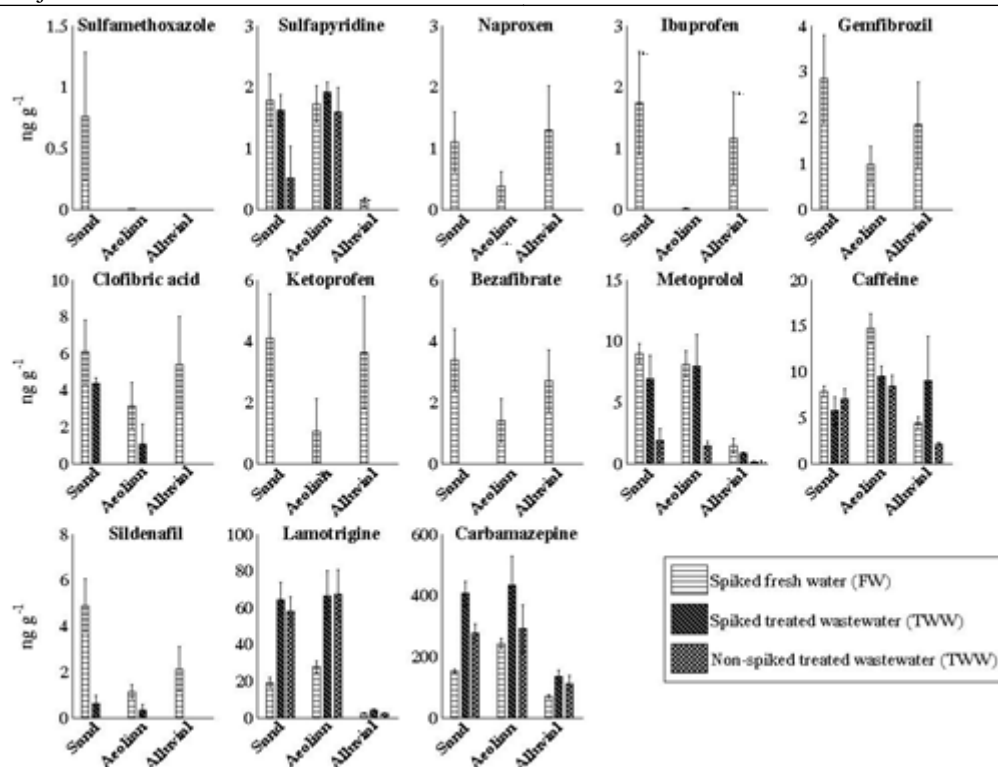 Sulfamethoxazole
ng g⁻¹
1.5
1
0.5
0
Sand
Aeolian
Alluvial
Sulfapyridine
3
2
1
0
Sand
Aeolian
Alluvial
Naproxen
3
2
1
0
Sand
Aeolian
Alluvial
Ibuprofen
3
2
1
0
Sand
Aeolian
Alluvial
Gemfibrozil
4
3
2
1
0
Sand
Aeolian
Alluvial
Clofibric acid
ng g⁻¹
10
8
6
4
2
0
Sand
Aeolian
Alluvial
Ketoprofen
6
4
2
0
Sand
Aeolian
Alluvial
Bezafibrate
6
4
2
0
Sand
Aeolian
Alluvial
Metoprolol
15
10
5
0
Sand
Aeolian
Alluvial
Caffeine
20
15
10
5
0
Sand
Aeolian
Alluvial
Sildenafil
ng g⁻¹
8
6
4
2
0
Sand
Aeolian
Alluvial
Lamotrigine
100
80
60
40
20
0
Sand
Aeolian
Alluvial
Carbamazepine
600
400
200
0
Sand
Aeolian
Alluvial
Spiked fresh water (FW)
Spiked treated wastewater (TWW)
Non-spiked treated wastewater (TWW)